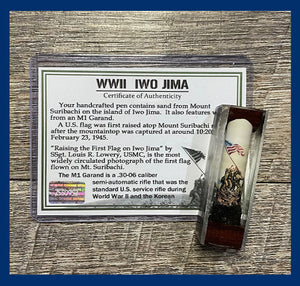 WWII IWO JIMA
Certificate of Authenticity
Your handcrafted pen contains sand from Mount
Suribachi on the island of Iwo Jima. It also features
from an M1 Garand.
A U.S. flag was first raised atop Mount Suribachi
after the mountaintop was captured at around 10:20
February 23, 1945.
"Raising the First Flag on Iwo Jima" by
SSgt. Louis R. Lowery, USMC, is the most
widely circulated photograph of the first flag
flown on Mt. Suribachi.
The M1 Garand is a .30-06 caliber
semi-automatic rifle that was the
standard U.S. service rifle during
World War II and the Korean